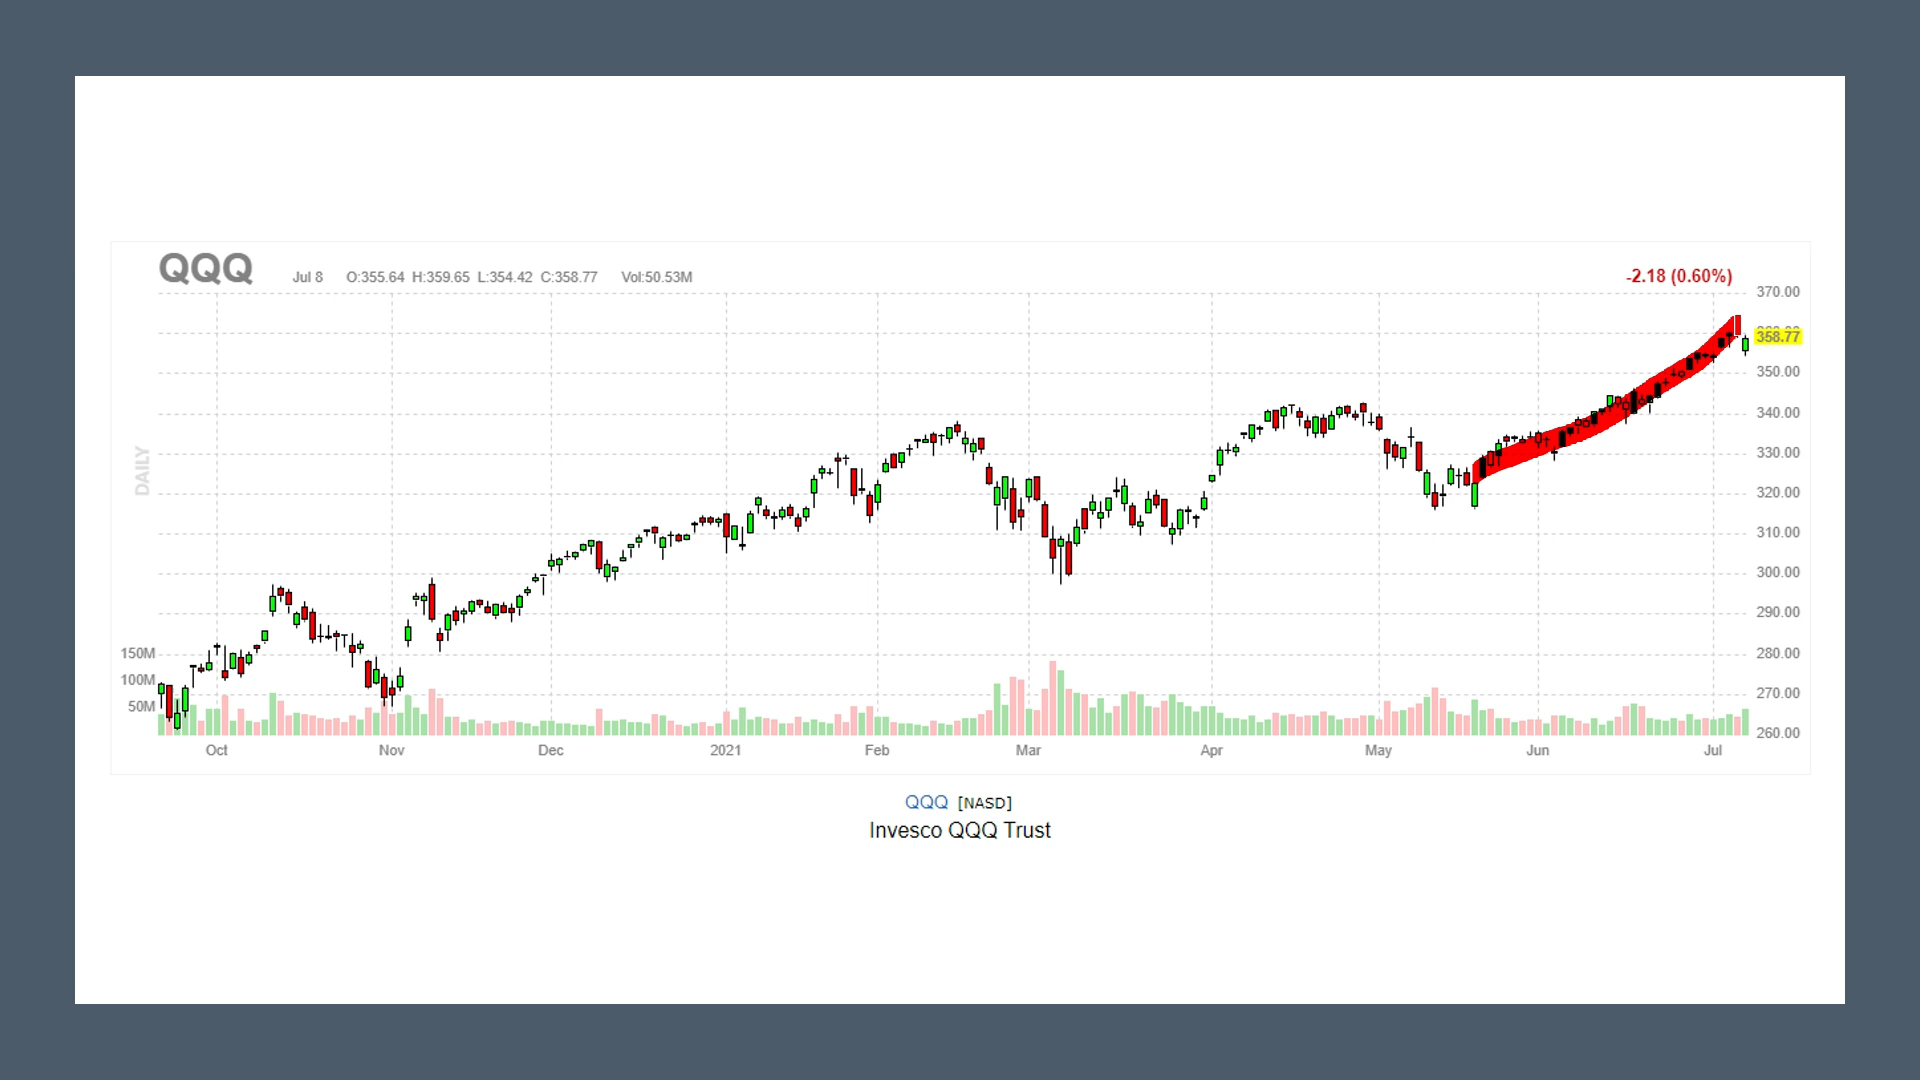 QQQ Jul 8 O:355.64 H:359.65 L:354.42 C:358.77 Vol:50.53M -2.18 (0.60%)
370.00
358.77
350.00
340.00
330.00
DAILY
320.00
310.00
300.00
290.00
150M 280.00
100M 270.00
50M
260.00
Oct Nov Dec 2021 Feb Mar Apr May Jun Jul
QQQ [NASD]
Invesco QQQ Trust